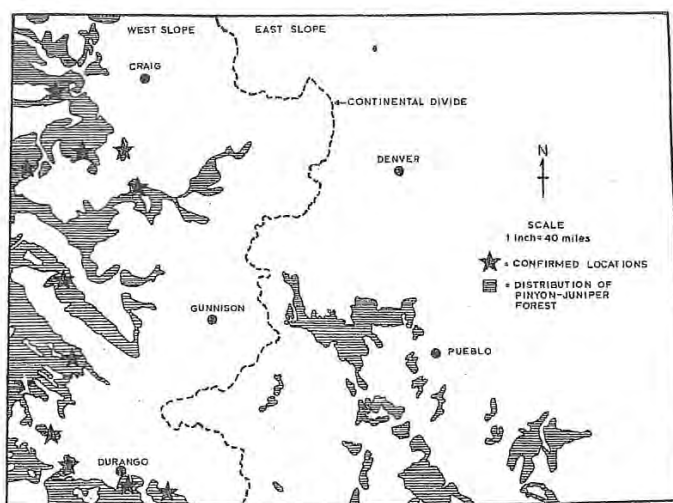 WEST SLOPE
EAST SLOPE
CRAIG
CONTINENTAL DIVIDE
DENVER
N
SCALE
1 inch = 40 miles
= CONFIRMED LOCATIONS
= DISTRIBUTION OF
PINYON-JUNIPER
FOREST
GUNNISON
PUEBLO
DURANGO